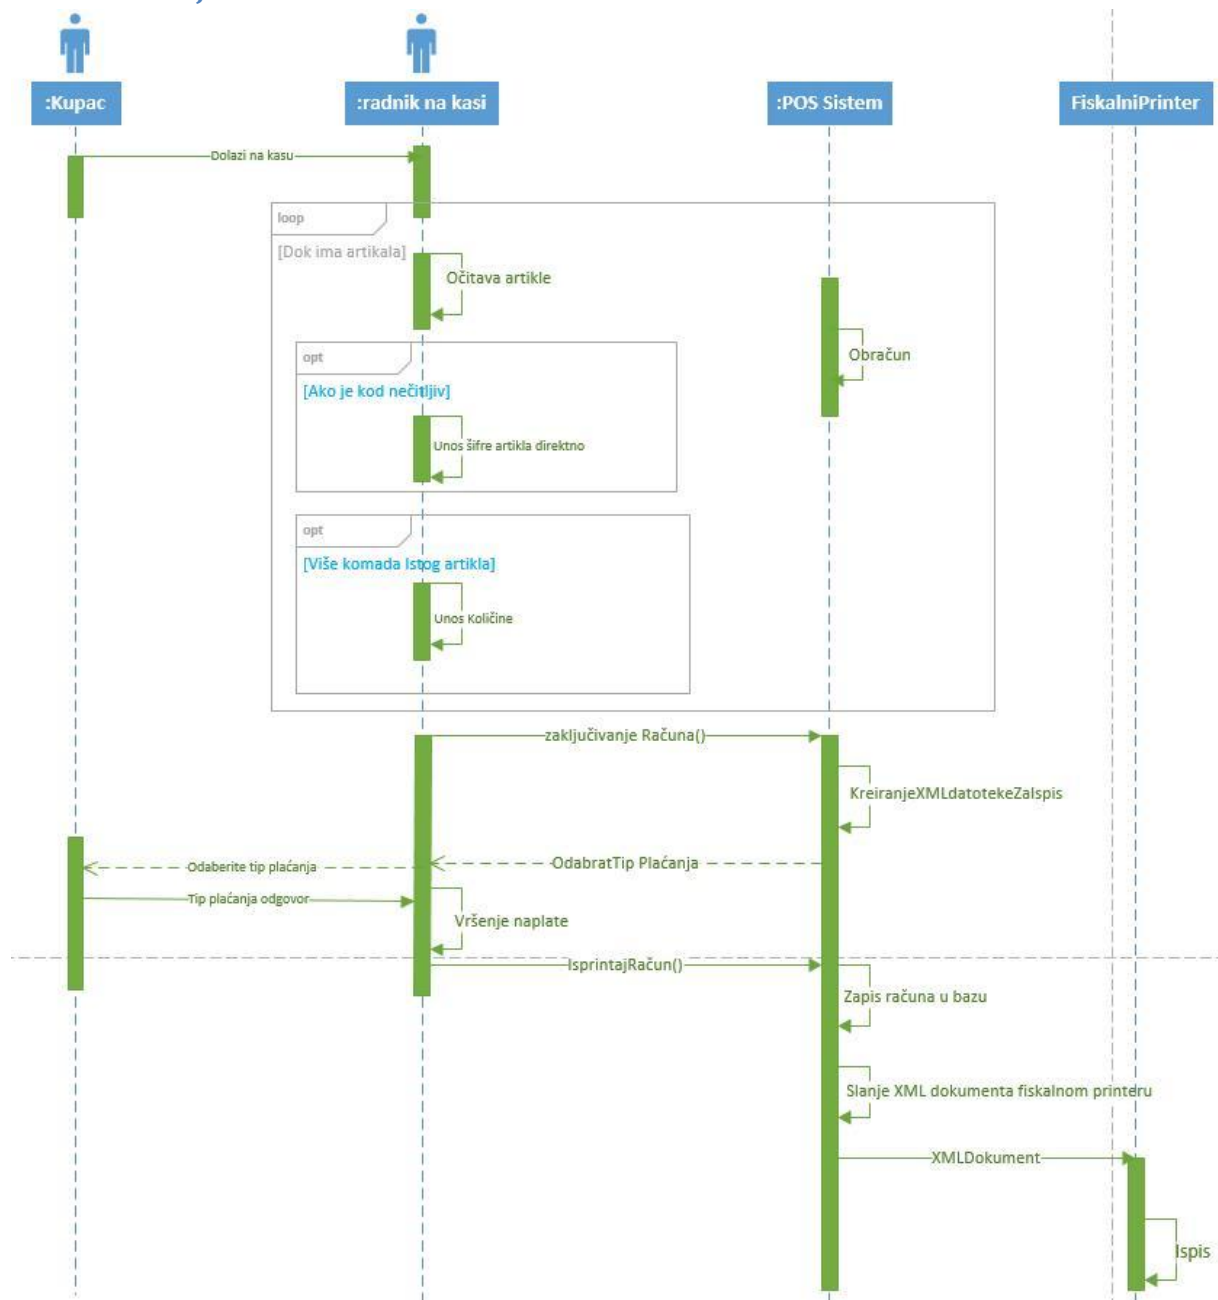 :Kupac
:radnik na kasi
:POS Sistem
FiskalniPrinter
Dolazi na kasu
loop
[Dok ima artikala]
Očitava artikle
Obračun
opt
[Ako je kod nečitljiv]
Unos šifre artikla direktno
opt
[Više komada Istog artikla]
Unos Količine
zaključivanje Računa()
KreiranjeXMLdatotekeZaIspis
OdabratTip Plaćanja
Odaberite tip plaćanja
Tip plaćanja odgovor
Vršenje naplate
IsprintajRačun()
Zapis računa u bazu
Slanje XML dokumenta fiskalnom printeru
XMLDokument
Ispis